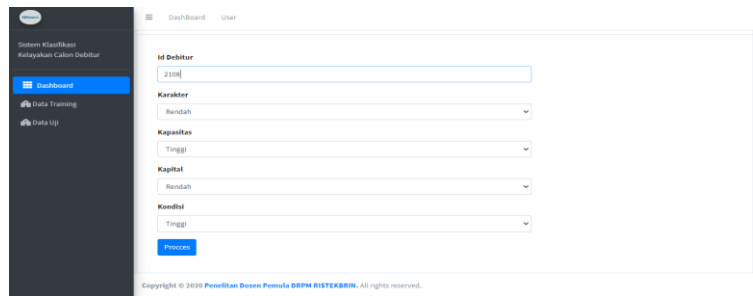 DashBoard User
Sistem Klasifikasi
Kelayakan Calon Debitur
Dashboard
Data Training
Data Uji
Id Debitur
2108
Karakter
Rendah
Kapasitas
Tinggi
Kapital
Rendah
Kondisi
Tinggi
Procces
Copyright © 2020 Penelitan Dosen Pemula DRPM RISTEKBRIN. All rights reserved.